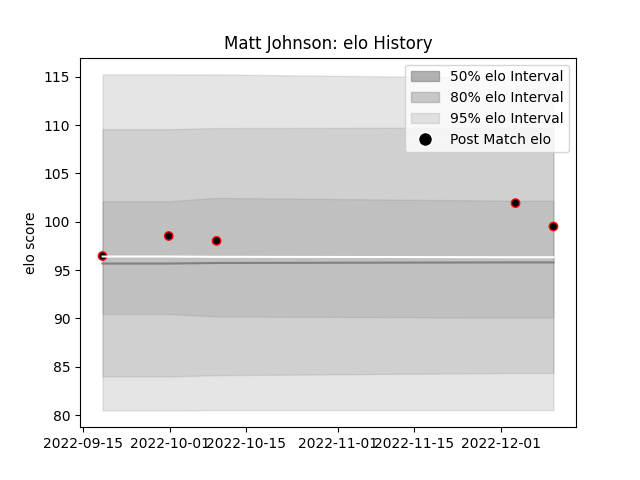 Matt Johnson: elo History
50% elo Interval
80% elo Interval
95% elo Interval
Post Match elo
elo score
115
110
105
100
95
90
85
80
2022-09-15 2022-10-01 2022-10-15 2022-11-01 2022-11-15 2022-12-01